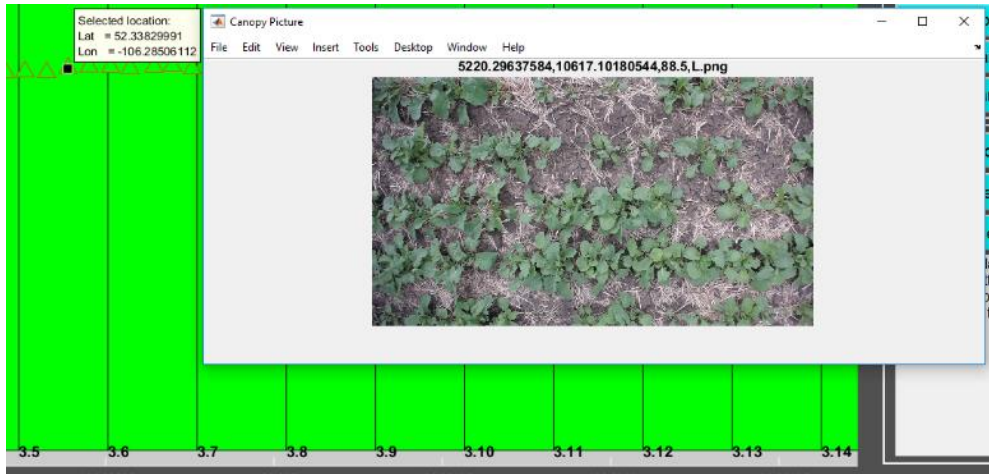 Selected location:
Lat = 52.33829991
Lon = -106.28506112
Canopy Picture
File Edit View Insert Tools Desktop Window Help
5220.29637584,10617.10180544,88.5,L.png
3.5 3.6 3.7 3.8 3.9 3.10 3.11 3.12 3.13 3.14